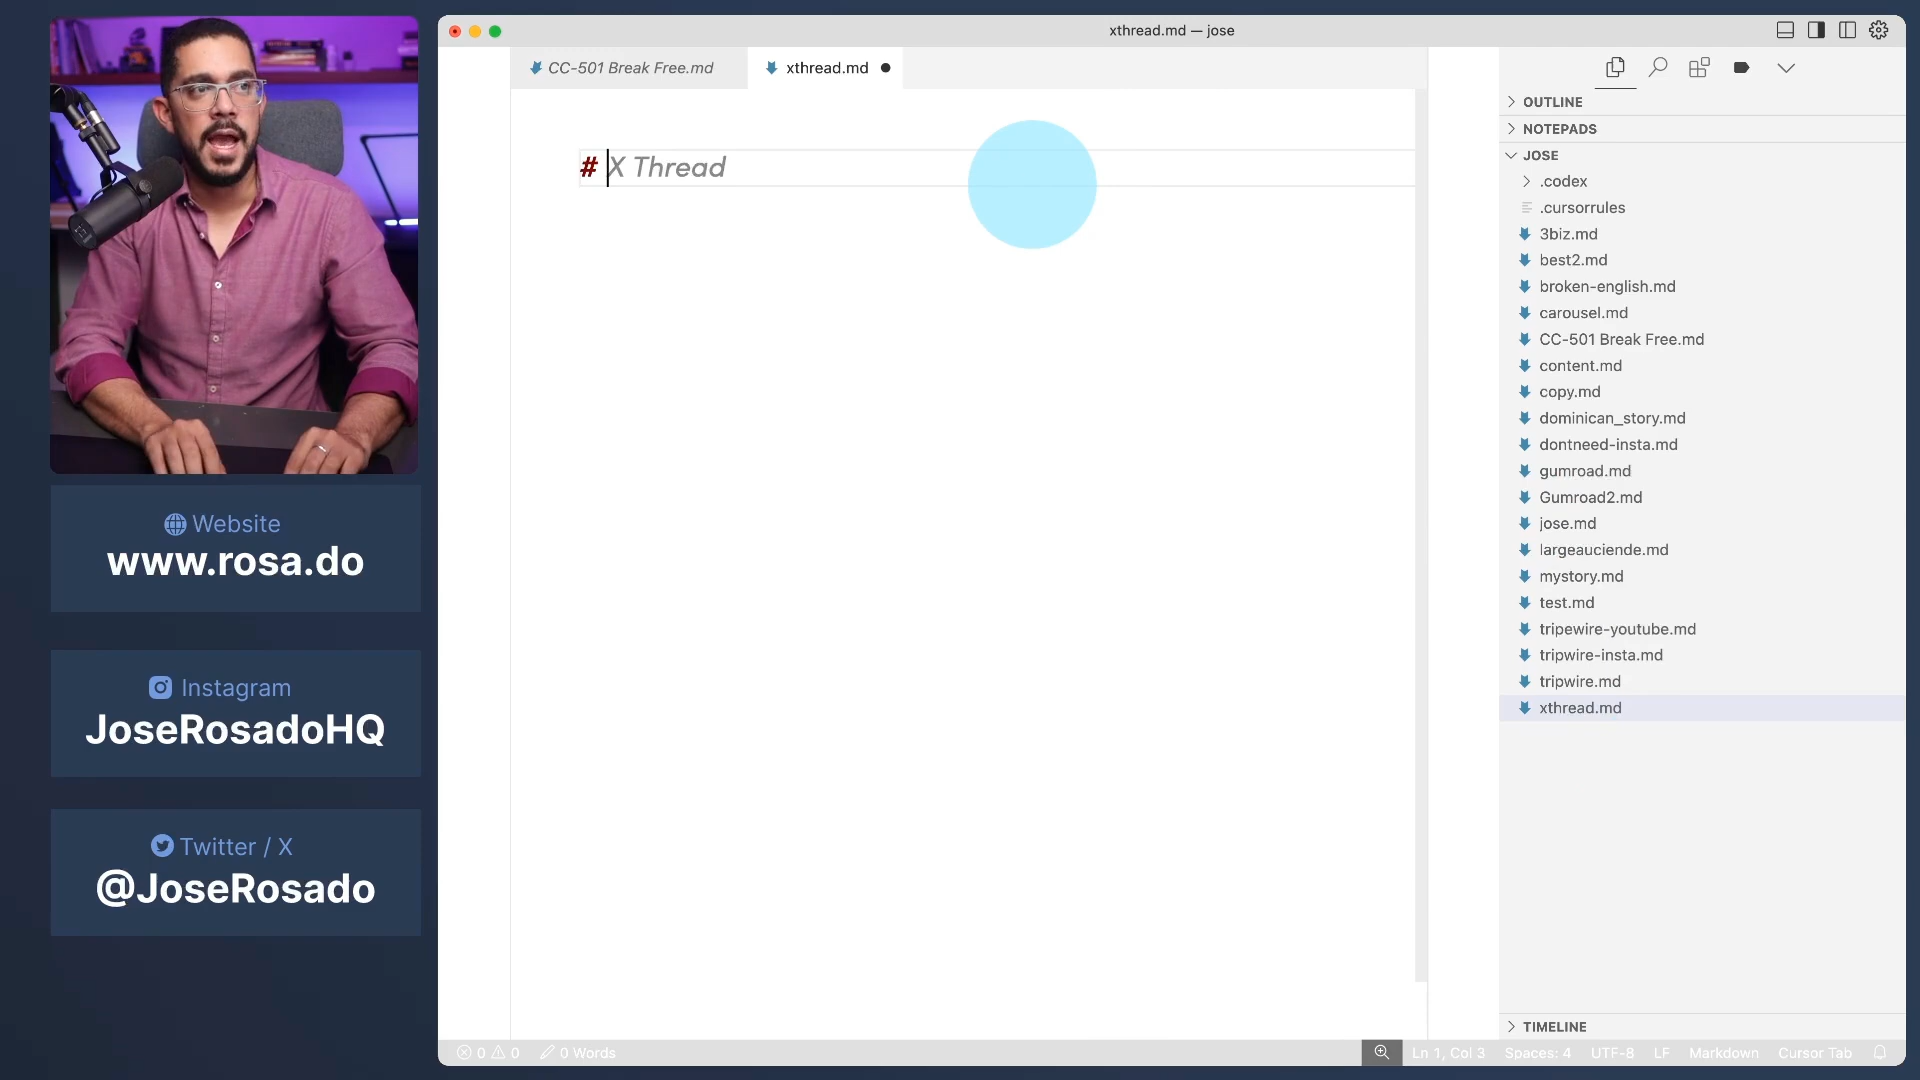 xthread.md — jose
CC-501 Break Free.md
xthread.md
# X Thread
OUTLINE
NOTEPADS
JOSE
.codex
.cursorrules
3biz.md
best2.md
broken-english.md
carousel.md
CC-501 Break Free.md
content.md
copy.md
dominican_story.md
dontneed-insta.md
gumroad.md
Gumroad2.md
jose.md
largeauciende.md
mystory.md
test.md
tripewire-youtube.md
tripwire-insta.md
tripwire.md
xthread.md
TIMELINE
0 0 0 Words
Ln 1, Col 3 Spaces: 4 UTF-8 LF Markdown Cursor Tab
Website
www.rosa.do
Instagram
JoseRosadoHQ
Twitter / X
@JoseRosado